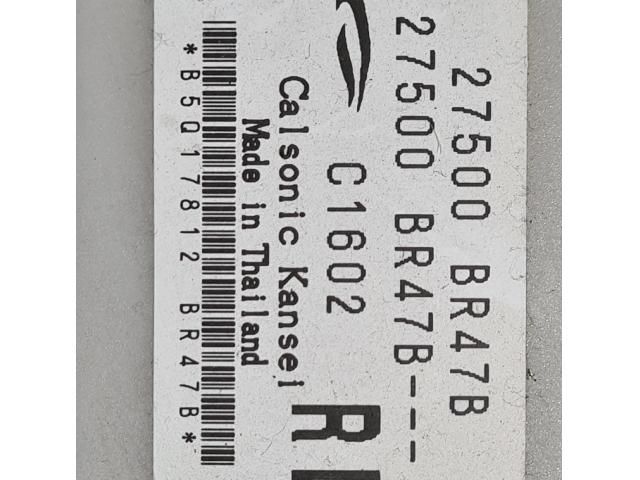 27500 BR47B
27500 BR47B---
C1602
R
Calsonic Kansei
Made in Thailand
*B5Q17812 BR47B*